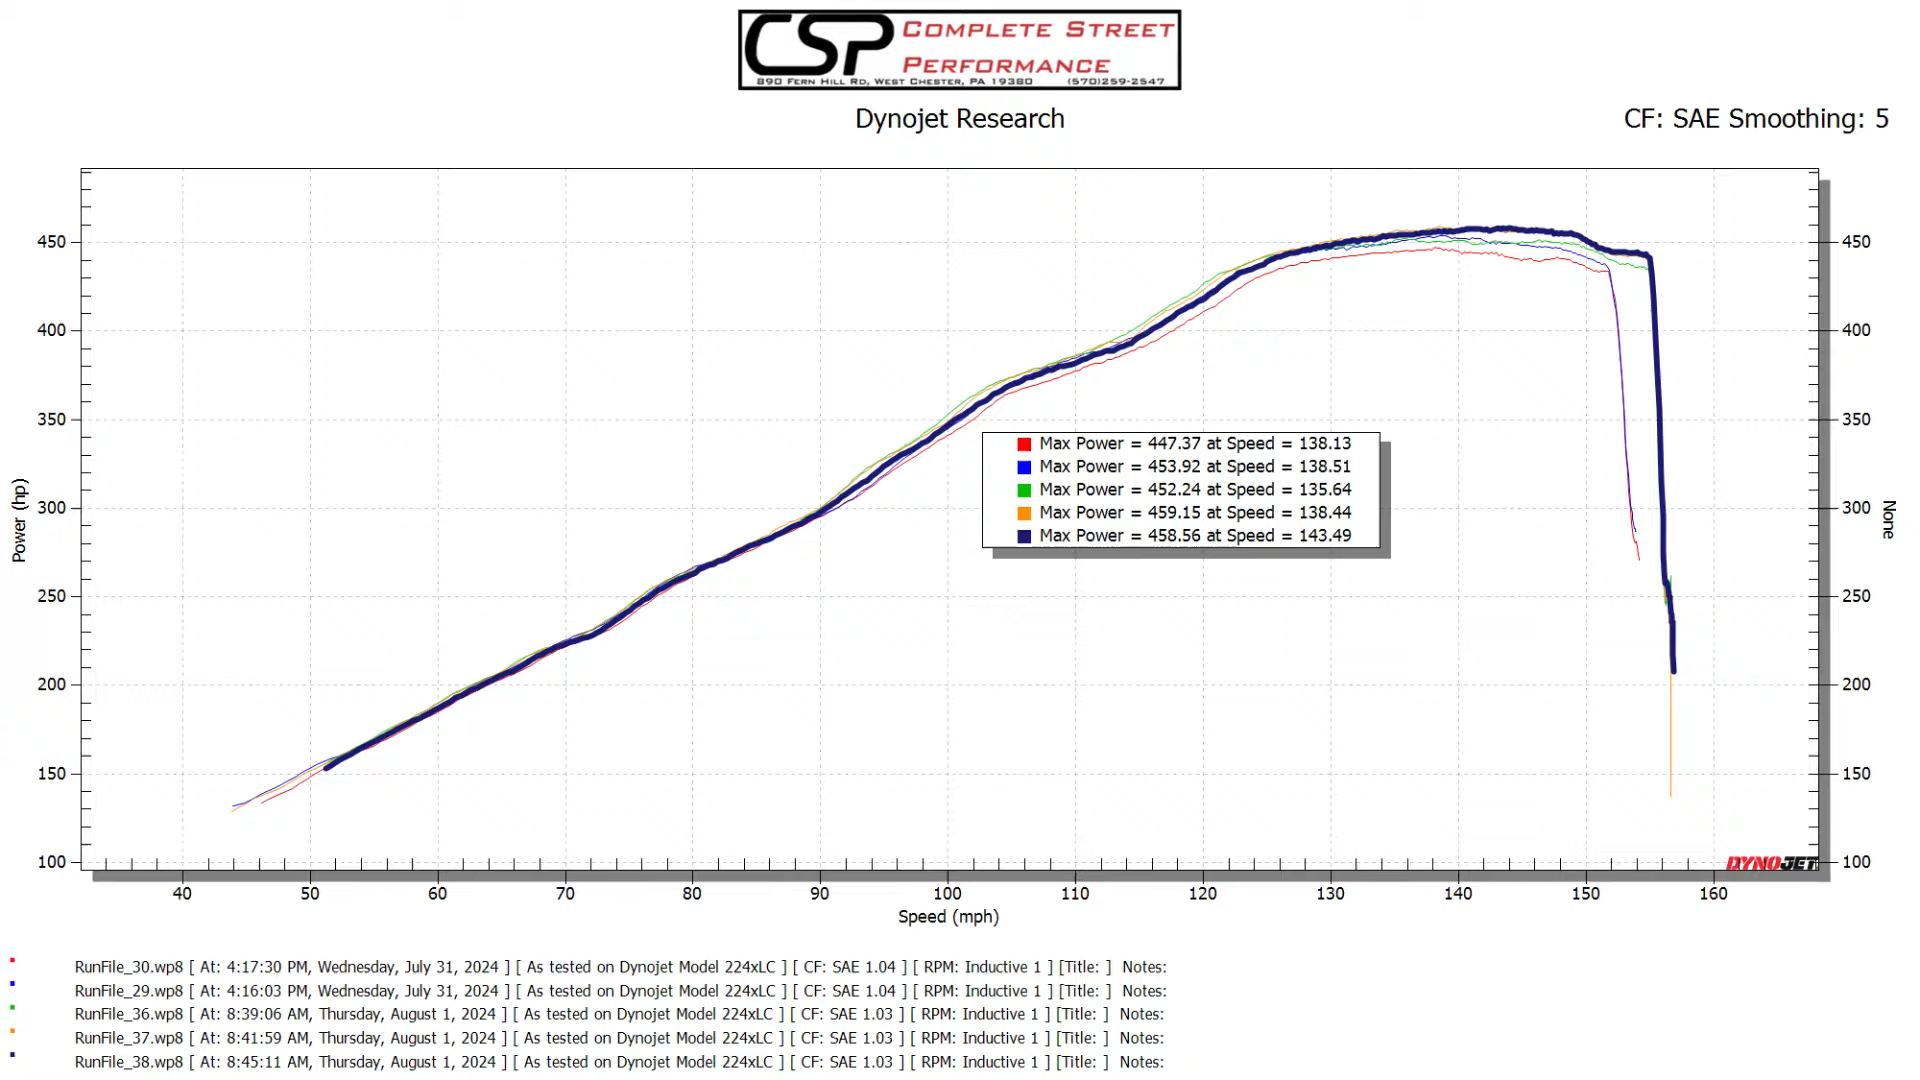 CSP COMPLETE STREET
PERFORMANCE
890 FERN HILL RD, WEST CHESTER, PA 19380 (570)259-2547
Dynojet Research
CF: SAE Smoothing: 5
450
400
350
300
250
200
150
100
Power (hp)
450
400
350
300
250
200
150
100
None
Max Power = 447.37 at Speed = 138.13
Max Power = 453.92 at Speed = 138.51
Max Power = 452.24 at Speed = 135.64
Max Power = 459.15 at Speed = 138.44
Max Power = 458.56 at Speed = 143.49
DYNOJET
40 50 60 70 80 90 100 110 120 130 140 150 160
Speed (mph)
RunFile_30.wp8 [ At: 4:17:30 PM, Wednesday, July 31, 2024 ] [ As tested on Dynojet Model 224xLC ] [ CF: SAE 1.04 ] [ RPM: Inductive 1 ] [Title: ] Notes:
RunFile_29.wp8 [ At: 4:16:03 PM, Wednesday, July 31, 2024 ] [ As tested on Dynojet Model 224xLC ] [ CF: SAE 1.04 ] [ RPM: Inductive 1 ] [Title: ] Notes:
RunFile_36.wp8 [ At: 8:39:06 AM, Thursday, August 1, 2024 ] [ As tested on Dynojet Model 224xLC ] [ CF: SAE 1.03 ] [ RPM: Inductive 1 ] [Title: ] Notes:
RunFile_37.wp8 [ At: 8:41:59 AM, Thursday, August 1, 2024 ] [ As tested on Dynojet Model 224xLC ] [ CF: SAE 1.03 ] [ RPM: Inductive 1 ] [Title: ] Notes:
RunFile_38.wp8 [ At: 8:45:11 AM, Thursday, August 1, 2024 ] [ As tested on Dynojet Model 224xLC ] [ CF: SAE 1.03 ] [ RPM: Inductive 1 ] [Title: ] Notes: